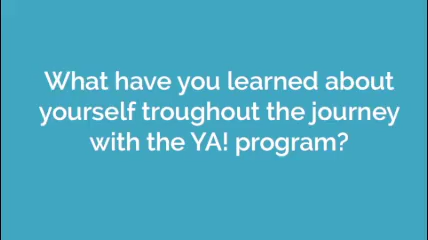 What have you learned about
yourself troughout the journey
with the YA! program?